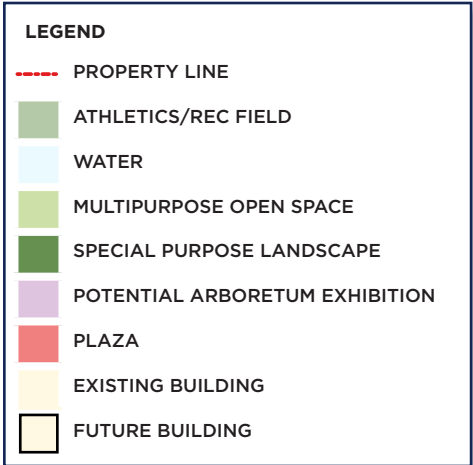 LEGEND
PROPERTY LINE
ATHLETICS/REC FIELD
WATER
MULTIPURPOSE OPEN SPACE
SPECIAL PURPOSE LANDSCAPE
POTENTIAL ARBORETUM EXHIBITION
PLAZA
EXISTING BUILDING
FUTURE BUILDING